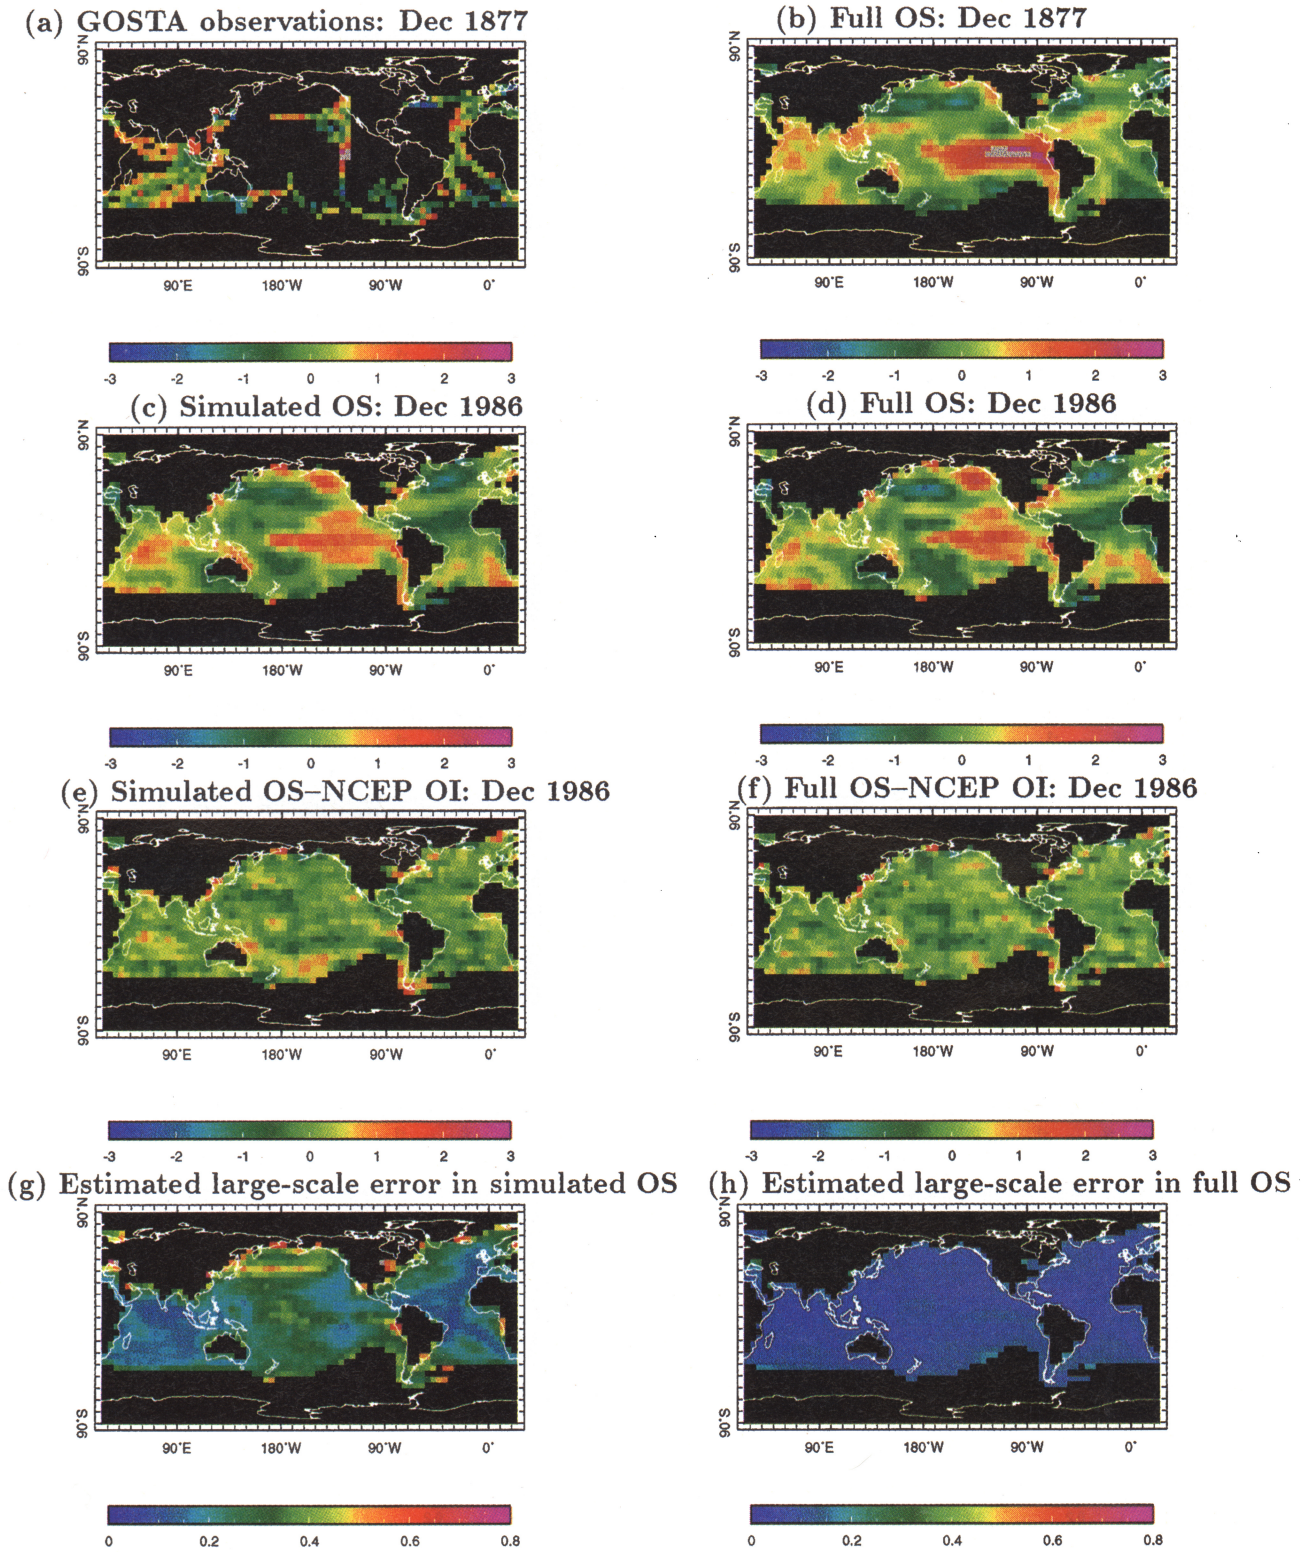 (a) GOSTA observations: Dec 1877
90°N
90°S
90°E 180°W 90°W 0°
-3 -2 -1 0 1 2 3
(b) Full OS: Dec 1877
90°N
90°S
90°E 180°W 90°W 0°
-3 -2 -1 0 1 2 3
(c) Simulated OS: Dec 1986
90°N
90°S
90°E 180°W 90°W 0°
-3 -2 -1 0 1 2 3
(d) Full OS: Dec 1986
90°N
90°S
90°E 180°W 90°W 0°
-3 -2 -1 0 1 2 3
(e) Simulated OS–NCEP OI: Dec 1986
90°N
90°S
90°E 180°W 90°W 0°
-3 -2 -1 0 1 2 3
(f) Full OS–NCEP OI: Dec 1986
90°N
90°S
90°E 180°W 90°W 0°
-3 -2 -1 0 1 2 3
(g) Estimated large-scale error in simulated OS
90°N
90°S
90°E 180°W 90°W 0°
0 0.2 0.4 0.6 0.8
(h) Estimated large-scale error in full OS
90°N
90°S
90°E 180°W 90°W 0°
0 0.2 0.4 0.6 0.8